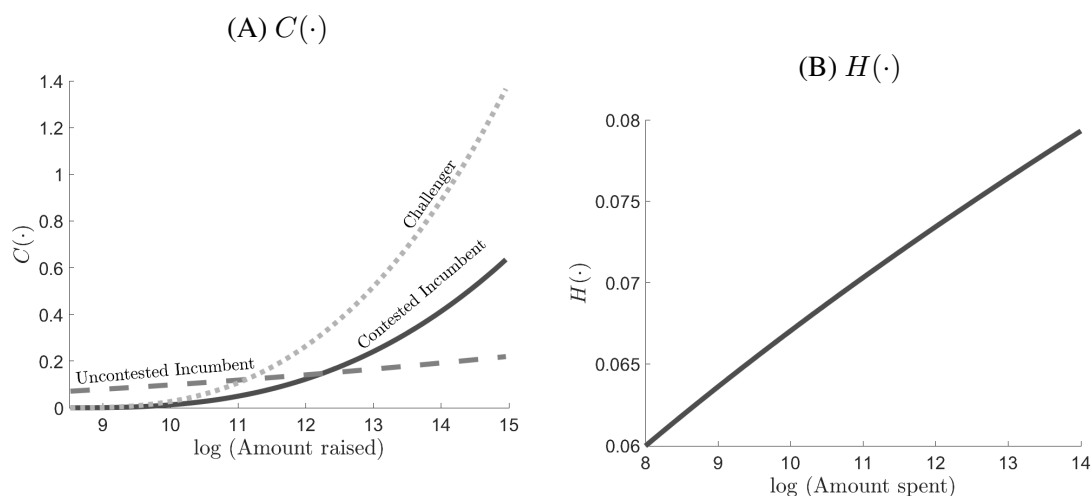 (A) C(·)
1.4
1.2
1
0.8
0.6
0.4
0.2
0
C(·)
Challenger
Contested Incumbent
Uncontested Incumbent
9 10 11 12 13 14 15
log (Amount raised)
(B) H(·)
0.08
0.075
0.07
0.065
0.06
H(·)
8 9 10 11 12 13 14
log (Amount spent)